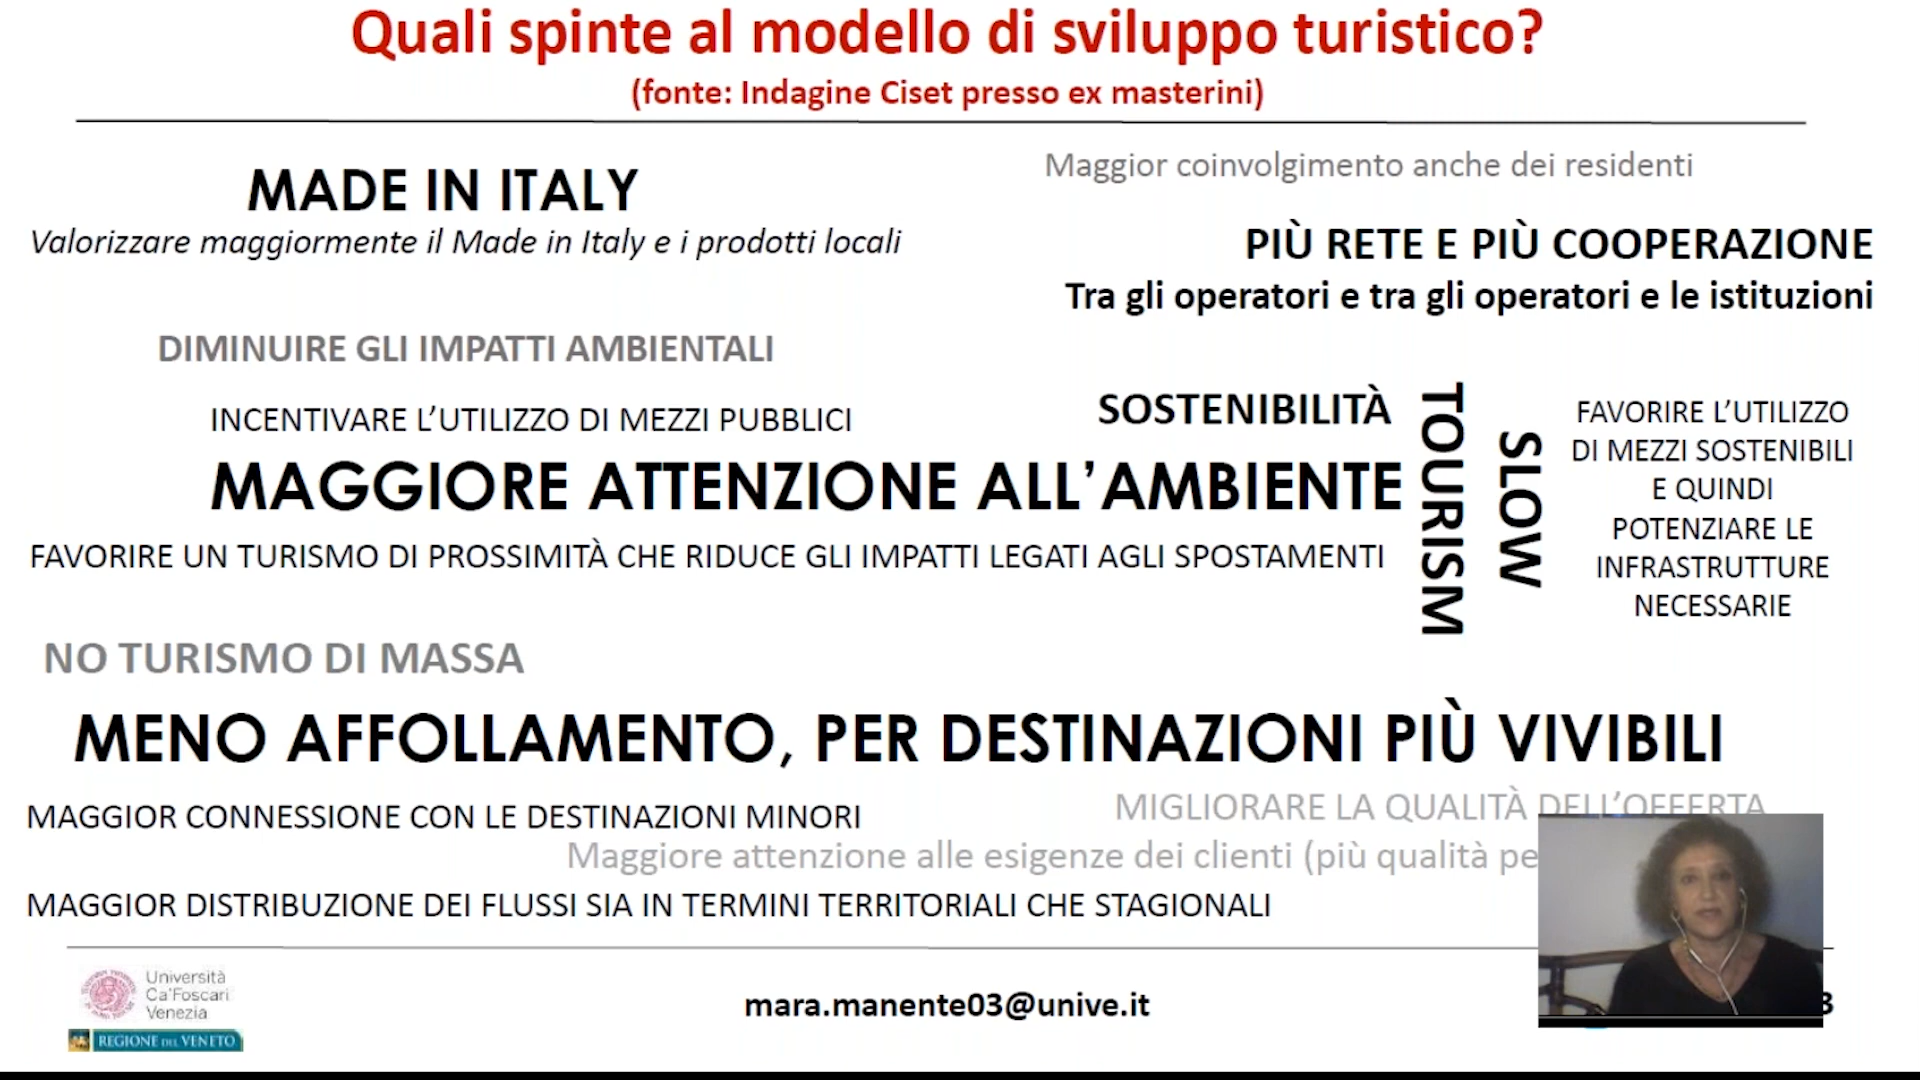 Quali spinte al modello di sviluppo turistico?
(fonte: Indagine Ciset presso ex masterini)
MADE IN ITALY
Valorizzare maggiormente il Made in Italy e i prodotti locali
Maggior coinvolgimento anche dei residenti
PIÙ RETE E PIÙ COOPERAZIONE
Tra gli operatori e tra gli operatori e le istituzioni
DIMINUIRE GLI IMPATTI AMBIENTALI
INCENTIVARE L'UTILIZZO DI MEZZI PUBBLICI
SOSTENIBILITÀ
MAGGIORE ATTENZIONE ALL'AMBIENTE
FAVORIRE UN TURISMO DI PROSSIMITÀ CHE RIDUCE GLI IMPATTI LEGATI AGLI SPOSTAMENTI
SLOW
TOURISM
FAVORIRE L'UTILIZZO
DI MEZZI SOSTENIBILI
E QUINDI
POTENZIARE LE
INFRASTRUTTURE
NECESSARIE
NO TURISMO DI MASSA
MENO AFFOLLAMENTO, PER DESTINAZIONI PIÙ VIVIBILI
MAGGIOR CONNESSIONE CON LE DESTINAZIONI MINORI
MIGLIORARE LA QUALITÀ DELL'OFFERTA
Maggiore attenzione alle esigenze dei clienti (più qualità
MAGGIOR DISTRIBUZIONE DEI FLUSSI SIA IN TERMINI TERRITORIALI CHE STAGIONALI
Università
Ca'Foscari
Venezia
REGIONE DEL VENETO
mara.manente03@unive.it